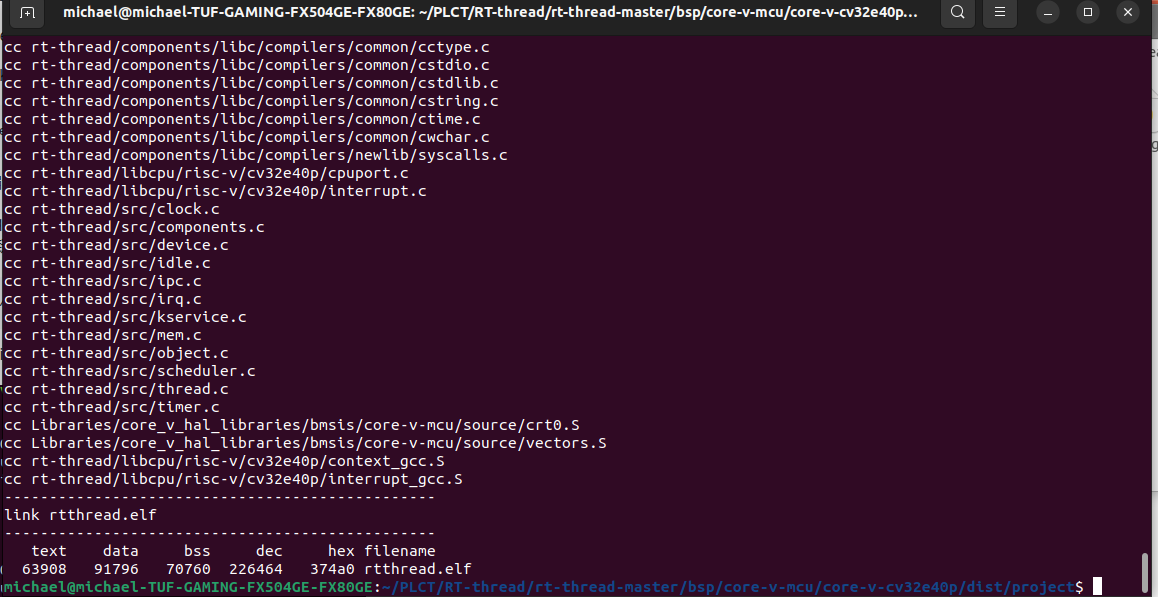 michael@michael-TUF-GAMING-FX504GE-FX80GE: ~/PLCT/RT-thread/rt-thread-master/bsp/core-v-mcu/core-v-cv32e40p...
cc rt-thread/components/libc/compilers/common/cctype.c
cc rt-thread/components/libc/compilers/common/cstdio.c
cc rt-thread/components/libc/compilers/common/cstdlib.c
cc rt-thread/components/libc/compilers/common/cstring.c
cc rt-thread/components/libc/compilers/common/ctime.c
cc rt-thread/components/libc/compilers/common/cwchar.c
cc rt-thread/components/libc/compilers/newlib/syscalls.c
cc rt-thread/libcpu/risc-v/cv32e40p/cpuport.c
cc rt-thread/libcpu/risc-v/cv32e40p/interrupt.c
cc rt-thread/src/clock.c
cc rt-thread/src/components.c
cc rt-thread/src/device.c
cc rt-thread/src/idle.c
cc rt-thread/src/ipc.c
cc rt-thread/src/irq.c
cc rt-thread/src/kservice.c
cc rt-thread/src/mem.c
cc rt-thread/src/object.c
cc rt-thread/src/scheduler.c
cc rt-thread/src/thread.c
cc rt-thread/src/timer.c
cc Libraries/core_v_hal_libraries/bmsis/core-v-mcu/source/crt0.S
cc Libraries/core_v_hal_libraries/bmsis/core-v-mcu/source/vectors.S
cc rt-thread/libcpu/risc-v/cv32e40p/context_gcc.S
cc rt-thread/libcpu/risc-v/cv32e40p/interrupt_gcc.S
------------------------------------------------
link rtthread.elf
------------------------------------------------
   text    data     bss     dec     hex filename
  63908   91796   70760  226464   374a0 rtthread.elf
michael@michael-TUF-GAMING-FX504GE-FX80GE:~/PLCT/RT-thread/rt-thread-master/bsp/core-v-mcu/core-v-cv32e40p/dist/project$